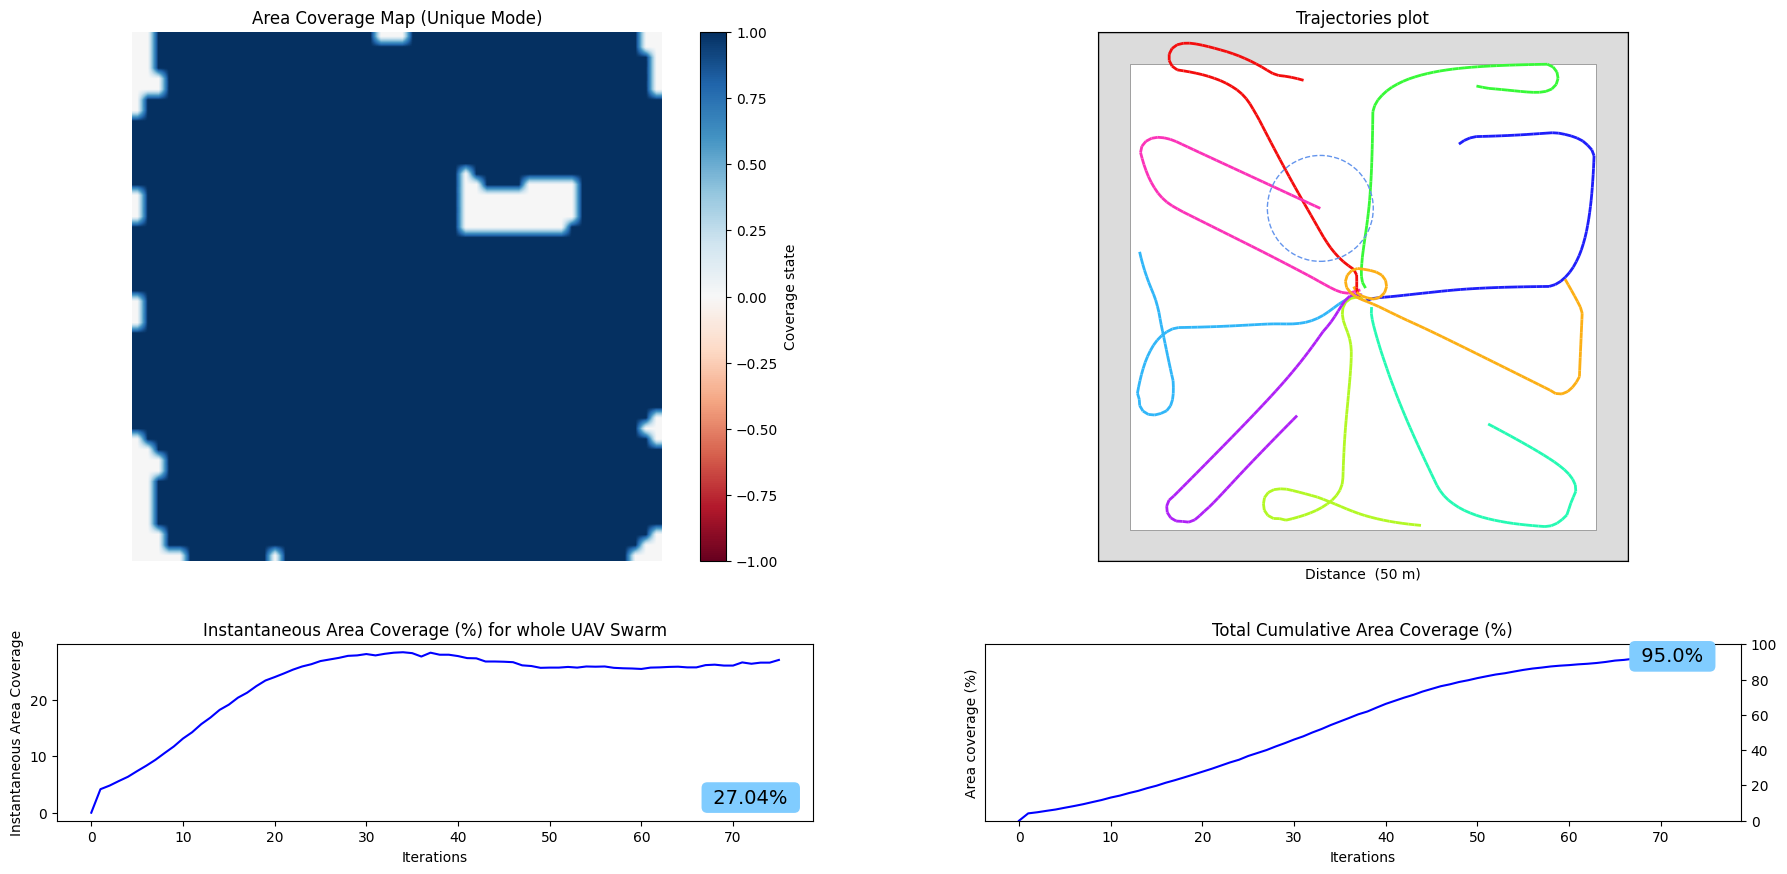 Area Coverage Map (Unique Mode)
1.00
0.75
0.50
0.25
0.00
−0.25
−0.50
−0.75
−1.00
Coverage state
Trajectories plot
Distance  (50 m)
Instantaneous Area Coverage (%) for whole UAV Swarm
Instantaneous Area Coverage
20
10
0
27.04%
0 10 20 30 40 50 60 70
Iterations
Total Cumulative Area Coverage (%)
Area coverage (%)
95.0%
100
80
60
40
20
0
0 10 20 30 40 50 60 70
Iterations